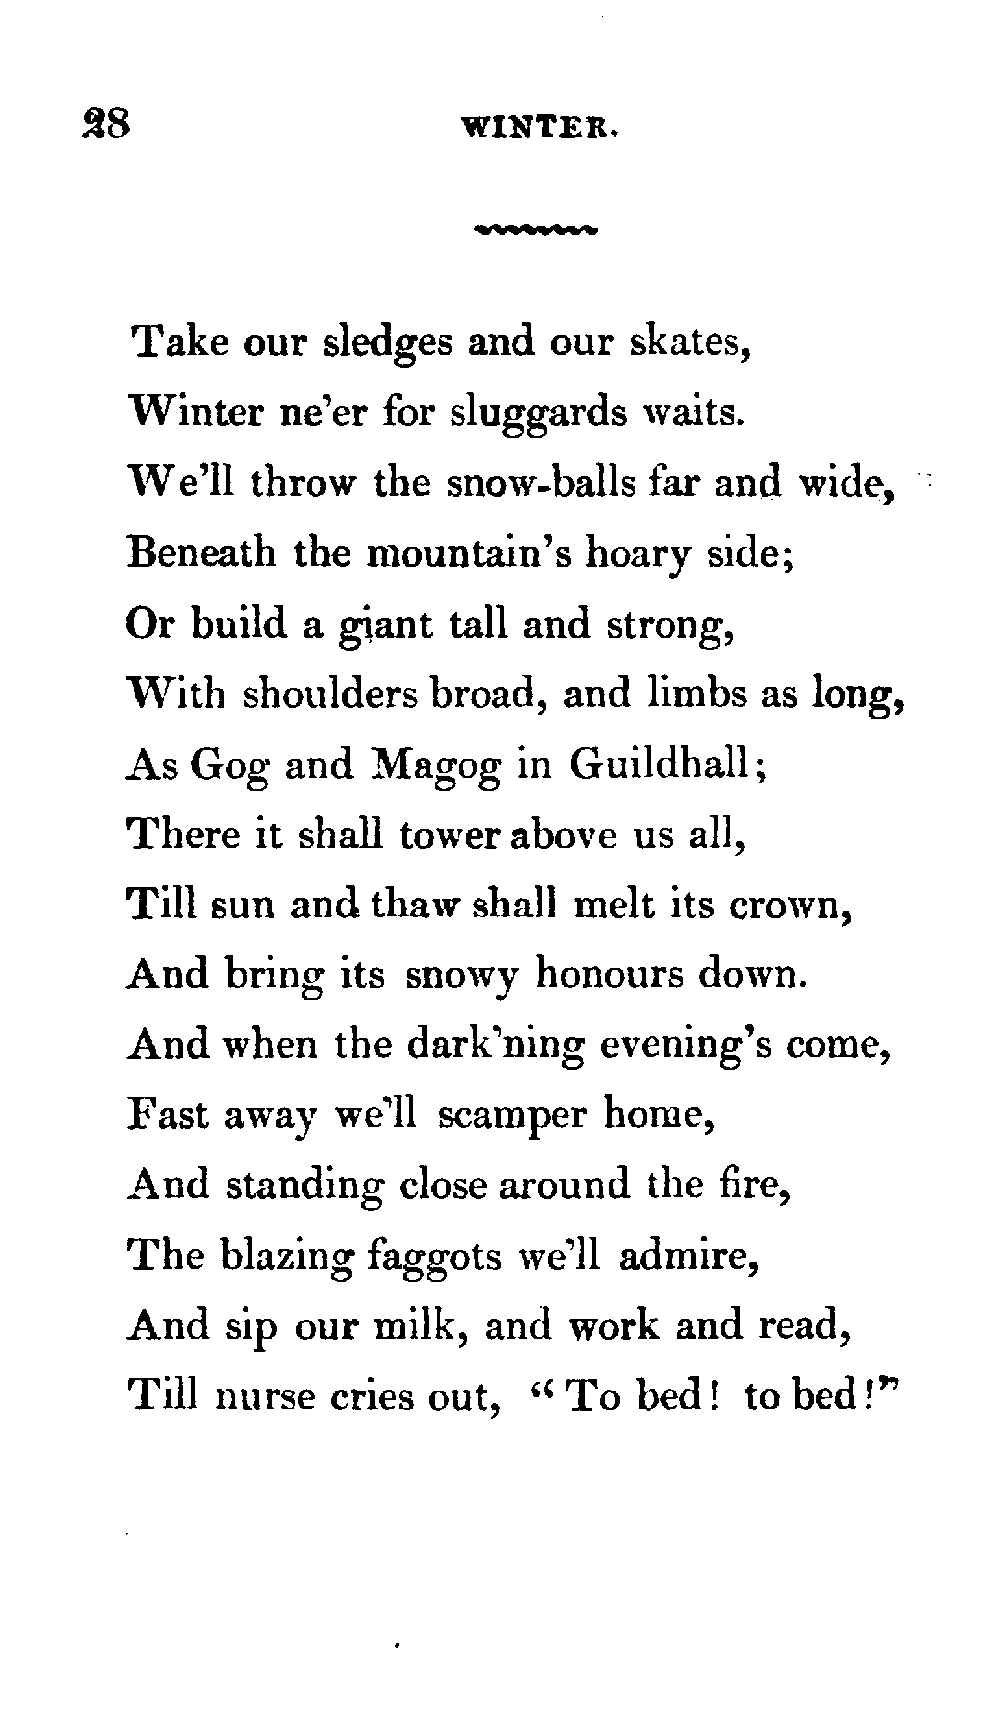 28 WINTER.
Take our sledges and our skates,
Winter ne'er for sluggards waits.
We'll throw the snow-balls far and wide,
Beneath the mountain's hoary side;
Or build a giant tall and strong,
With shoulders broad, and limbs as long,
As Gog and Magog in Guildhall;
There it shall tower above us all,
Till sun and thaw shall melt its crown,
And bring its snowy honours down.
And when the dark'ning evening's come,
Fast away we'll scamper home,
And standing close around the fire,
The blazing faggots we'll admire,
And sip our milk, and work and read,
Till nurse cries out, “To bed! to bed!”